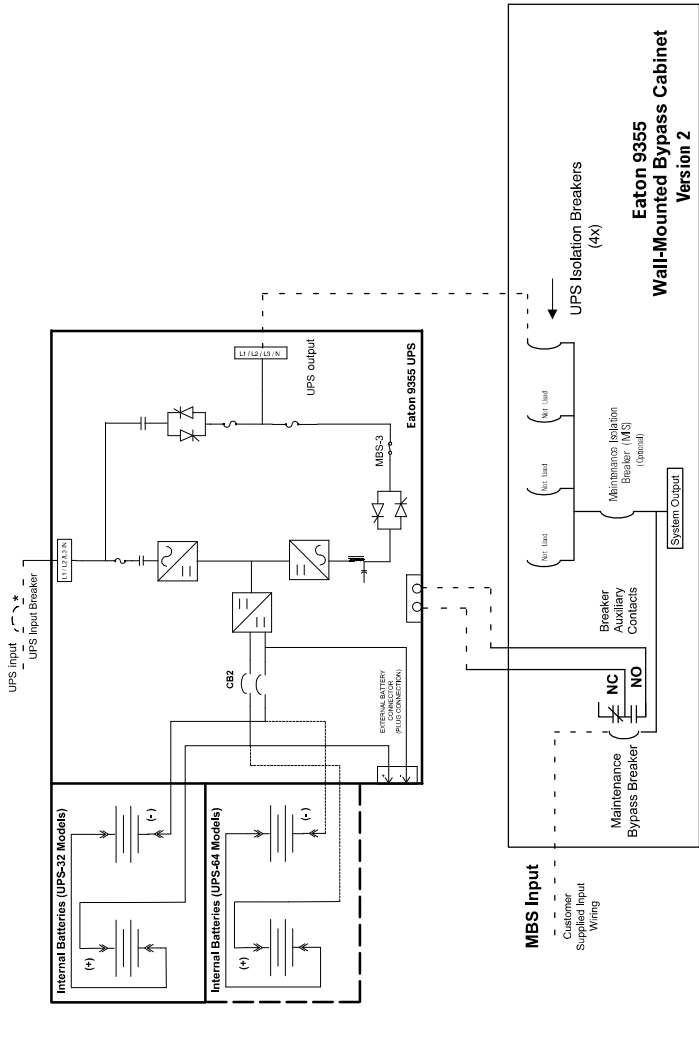 UPS input
*
UPS Input Breaker
L1 / L2 /L3 /N
L1 / L2 / L3 / N
UPS output
Eaton 9355 UPS
MBS-3
CB2
EXTERNAL BATTERY
CONNECTOR
(PLUG CONNECTION)
+
-
Internal Batteries (UPS-32 Models)
(+)
(-)
Internal Batteries (UPS-64 Models)
(+)
(-)
Eaton 9355
Wall-Mounted Bypass Cabinet
Version 2
UPS Isolation Breakers
(4x)
Not Used
Not Used
Not Used
Maintenance Isolation
Breaker (MIS)
(Optional)
System Output
Breaker
Auxiliary
Contacts
NC
NO
Maintenance
Bypass Breaker
MBS Input
Customer
Supplied Input
Wiring